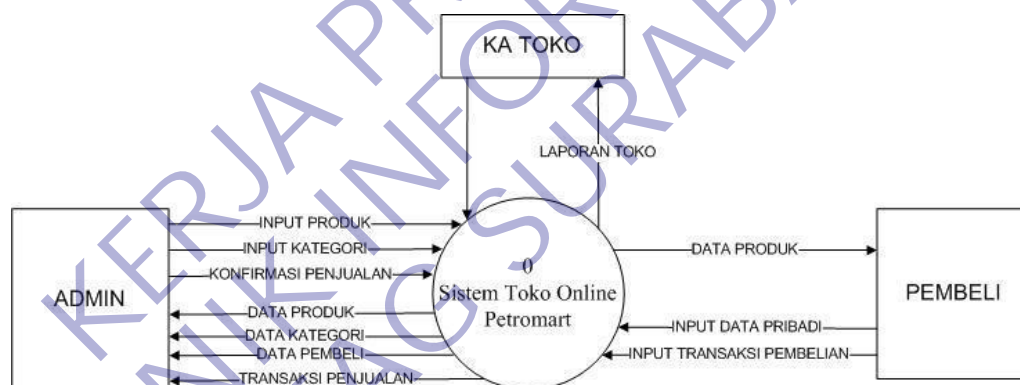 KA TOKO
LAPORAN TOKO
INPUT PRODUK
INPUT KATEGORI
KONFIRMASI PENJUALAN
ADMIN
DATA PRODUK
DATA KATEGORI
DATA PEMBELI
TRANSAKSI PENJUALAN
0
Sistem Toko Online
Petromart
DATA PRODUK
INPUT DATA PRIBADI
INPUT TRANSAKSI PEMBELIAN
PEMBELI
KERJA